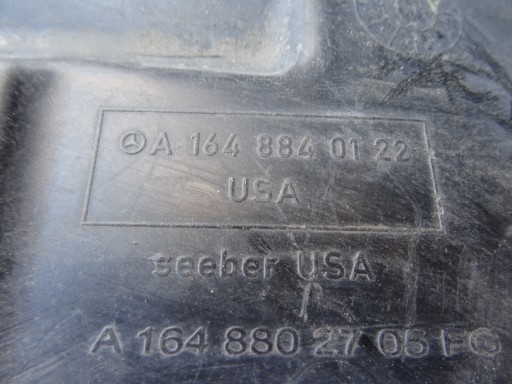 A 164 884 01 22
USA
seeber USA
A 164 880 27 05 FG